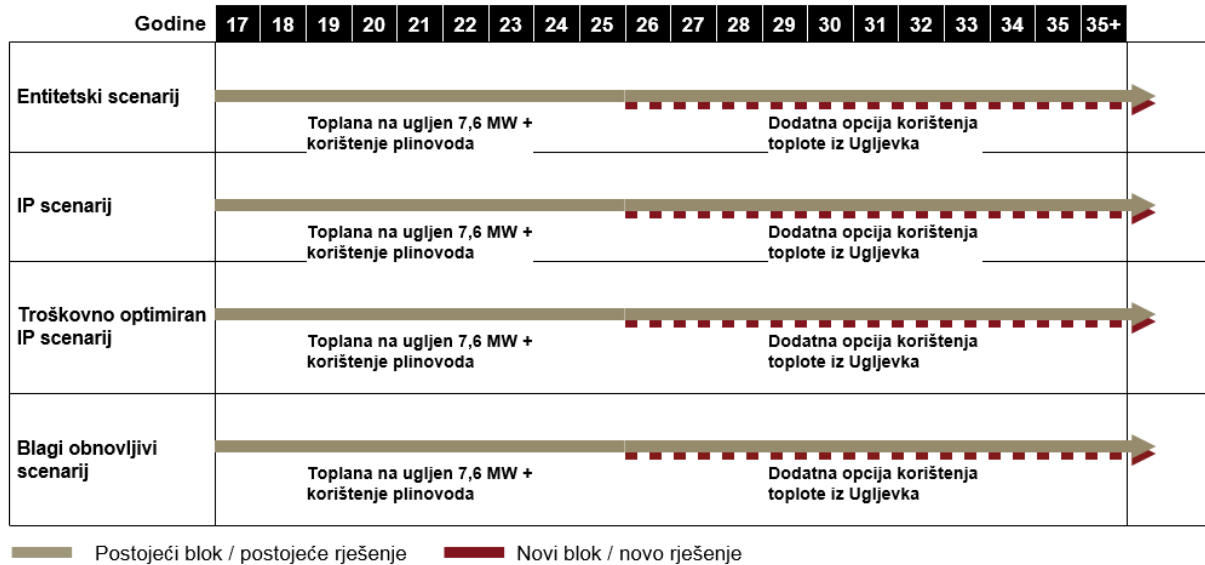 Godine 17 18 19 20 21 22 23 24 25 26 27 28 29 30 31 32 33 34 35 35+
Entitetski scenarij
Toplana na ugljen 7,6 MW +
korištenje plinovoda
Dodatna opcija korištenja
toplote iz Ugljevka
IP scenarij
Toplana na ugljen 7,6 MW +
korištenje plinovoda
Dodatna opcija korištenja
toplote iz Ugljevka
Troškovno optimiran
IP scenarij
Toplana na ugljen 7,6 MW +
korištenje plinovoda
Dodatna opcija korištenja
toplote iz Ugljevka
Blagi obnovljivi
scenarij
Toplana na ugljen 7,6 MW +
korištenje plinovoda
Dodatna opcija korištenja
toplote iz Ugljevka
Postojeći blok / postojeće rješenje
Novi blok / novo rješenje